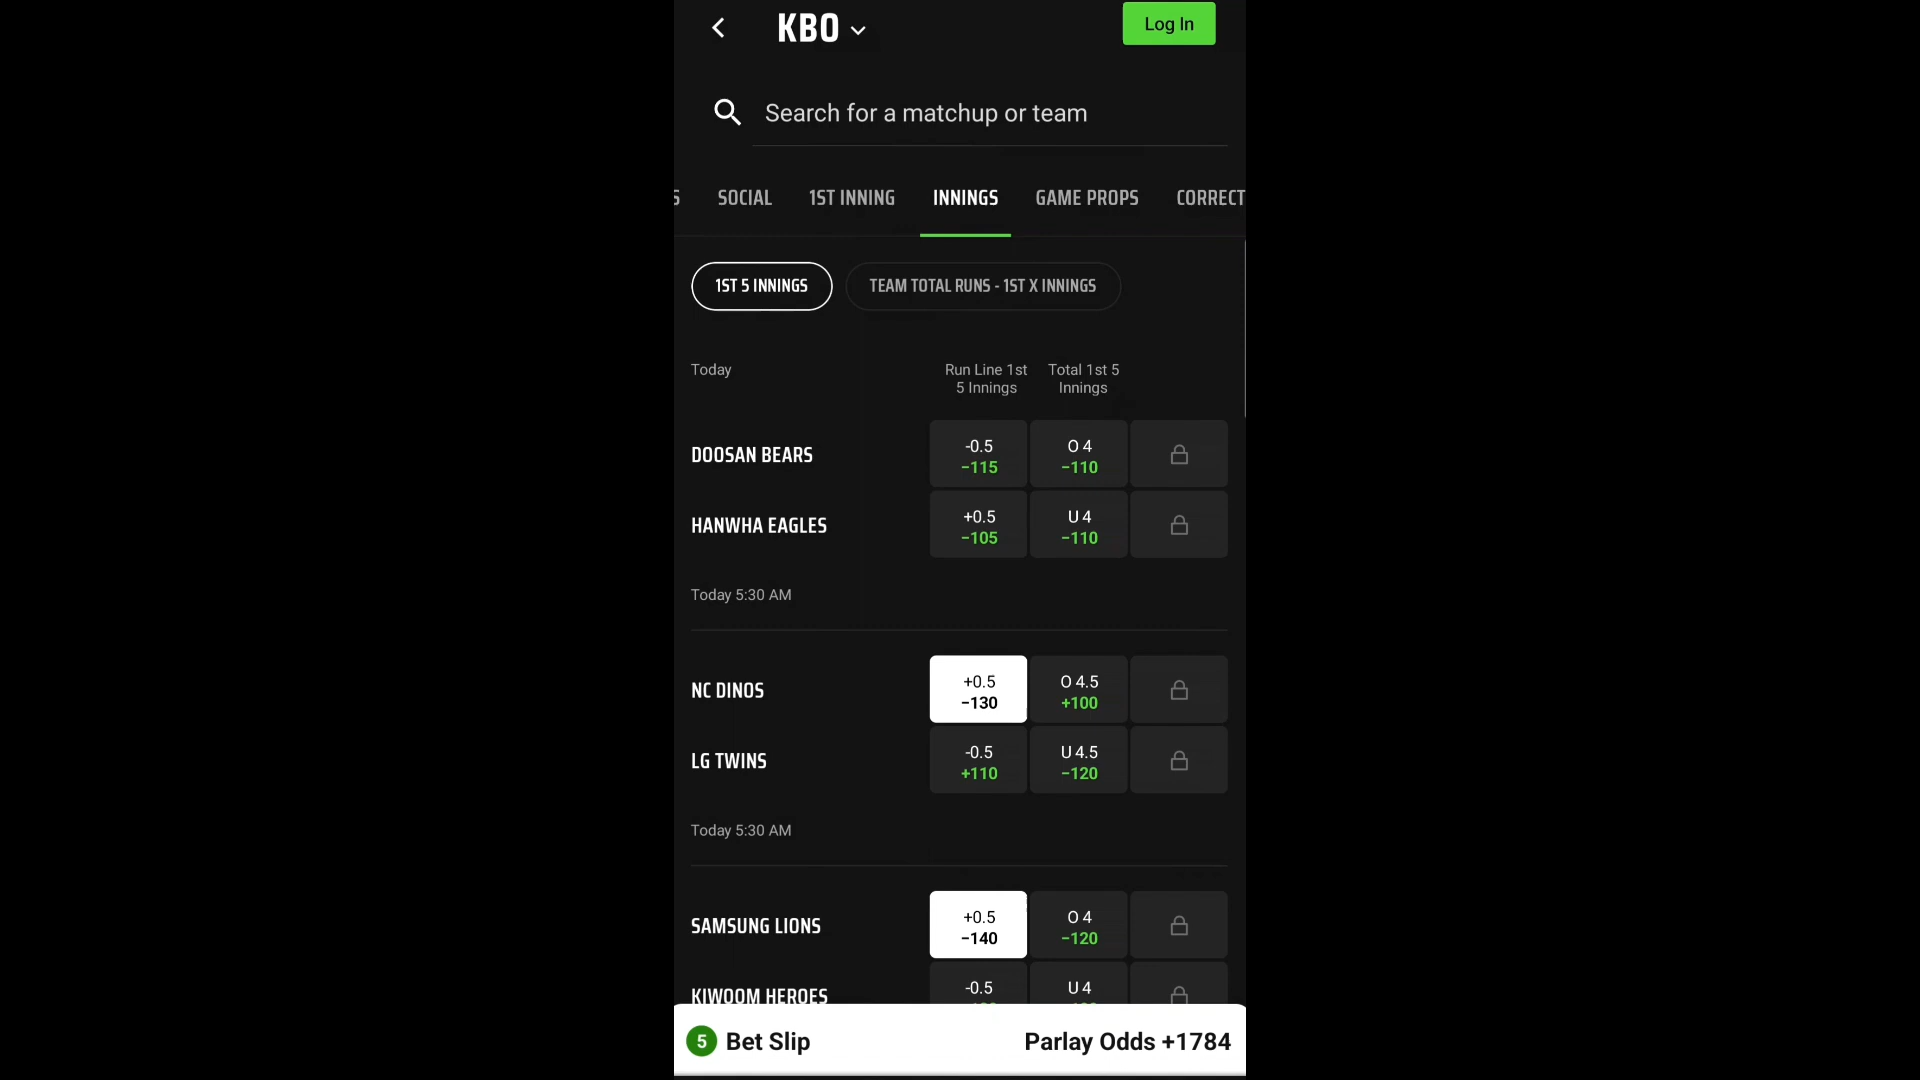 KBO
Log In
Search for a matchup or team
S SOCIAL 1ST INNING INNINGS GAME PROPS CORRECT
1ST 5 INNINGS TEAM TOTAL RUNS - 1ST X INNINGS
Today
Run Line 1st
5 Innings
Total 1st 5
Innings
DOOSAN BEARS
-0.5
−115
O 4
−110
HANWHA EAGLES
+0.5
−105
U 4
−110
Today 5:30 AM
NC DINOS
+0.5
−130
O 4.5
+100
LG TWINS
-0.5
+110
U 4.5
−120
Today 5:30 AM
SAMSUNG LIONS
+0.5
−140
O 4
−120
KIWOOM HEROES
-0.5
U 4
5 Bet Slip
Parlay Odds +1784